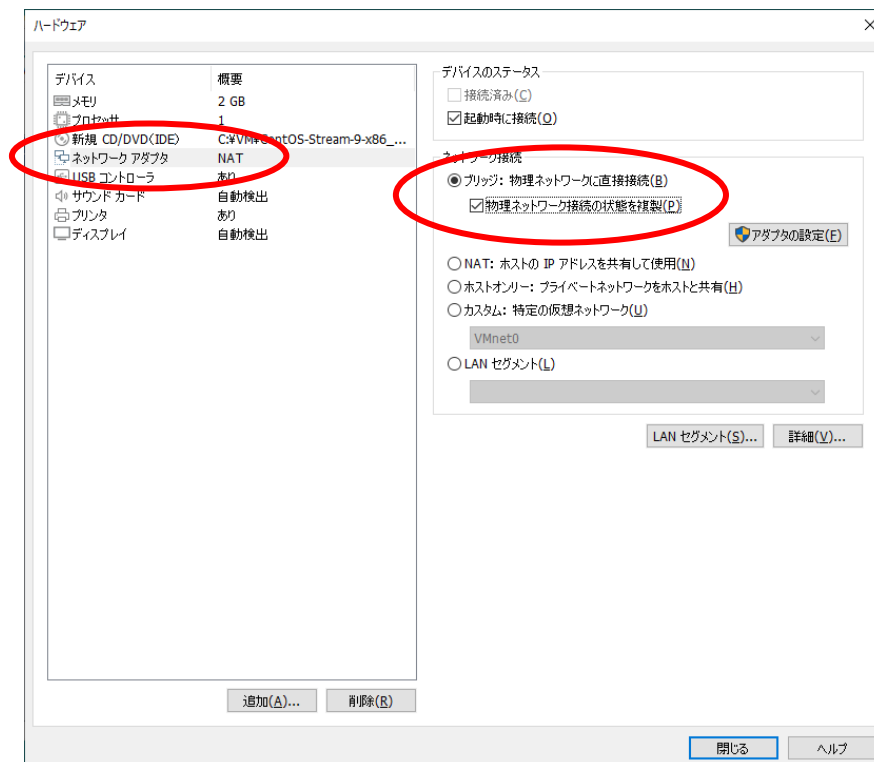 ハードウェア
デバイス 概要
メモリ 2 GB
プロセッサ 1
新規 CD/DVD(IDE) C:¥VM¥CentOS-Stream-9-x86_...
ネットワーク アダプタ NAT
USB コントローラ あり
サウンド カード 自動検出
プリンタ あり
ディスプレイ 自動検出
追加(A)... 削除(R)
デバイスのステータス
接続済み(C)
起動時に接続(O)
ネットワーク接続
ブリッジ: 物理ネットワークに直接接続(B)
物理ネットワーク接続の状態を複製(P)
アダプタの設定(F)
NAT: ホストの IP アドレスを共有して使用(N)
ホストオンリー: プライベートネットワークをホストと共有(H)
カスタム: 特定の仮想ネットワーク(U)
VMnet0
LAN セグメント(L)
LAN セグメント(S)... 詳細(V)...
閉じる ヘルプ